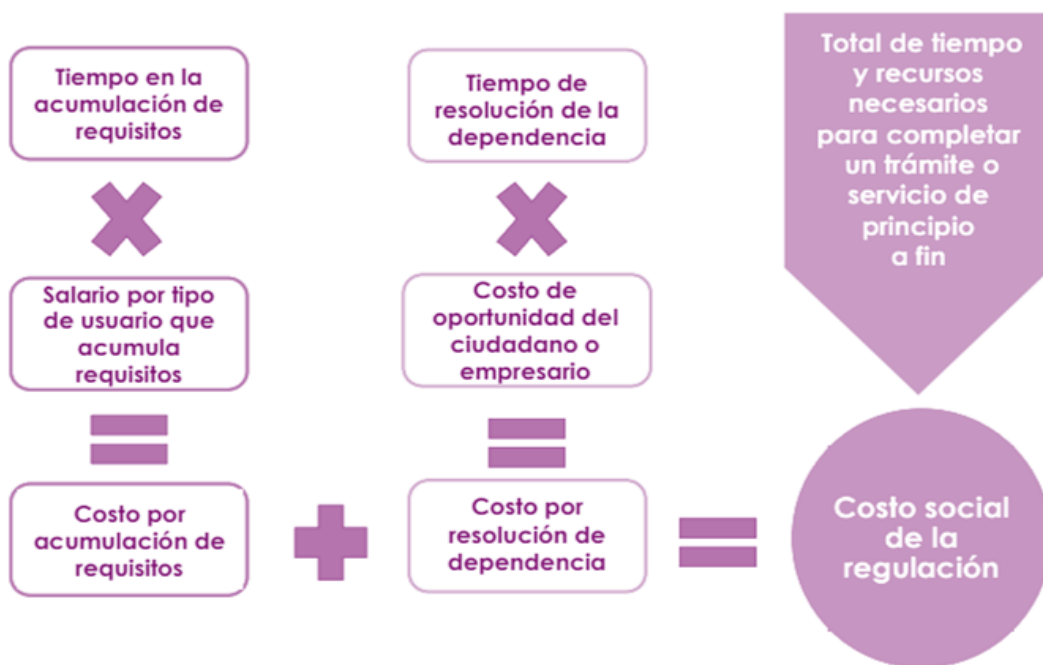 Tiempo en la
acumulación de
requisitos
Salario por tipo
de usuario que
acumula
requisitos
Costo por
acumulación de
requisitos
Tiempo de
resolución de la
dependencia
Costo de
oportunidad del
ciudadano o
empresario
Costo por
resolución de
dependencia
Total de tiempo
y recursos
necesarios
para completar
un trámite o
servicio de
principio
a fin
Costo social
de la
regulación